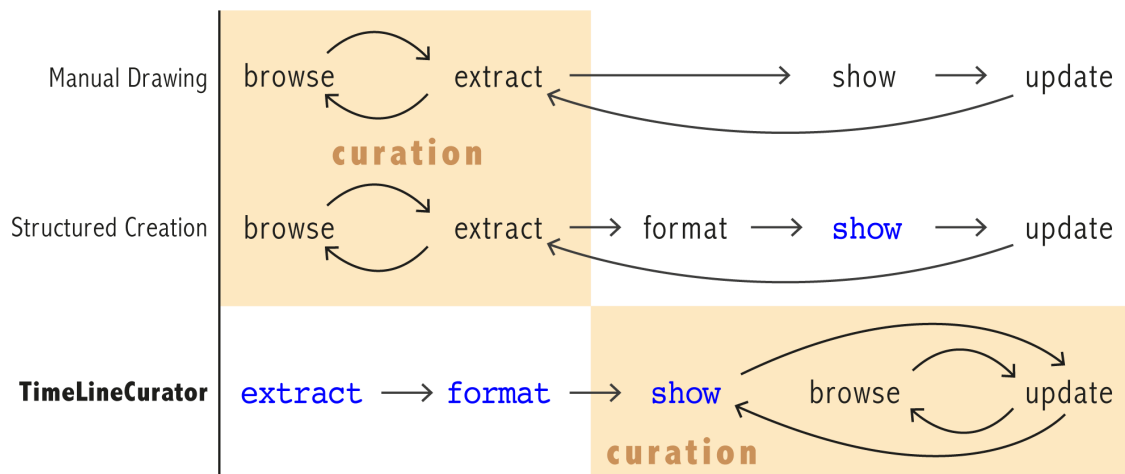 Manual Drawing browse extract show update
curation
Structured Creation browse extract format show update
TimeLineCurator extract format show browse update
curation